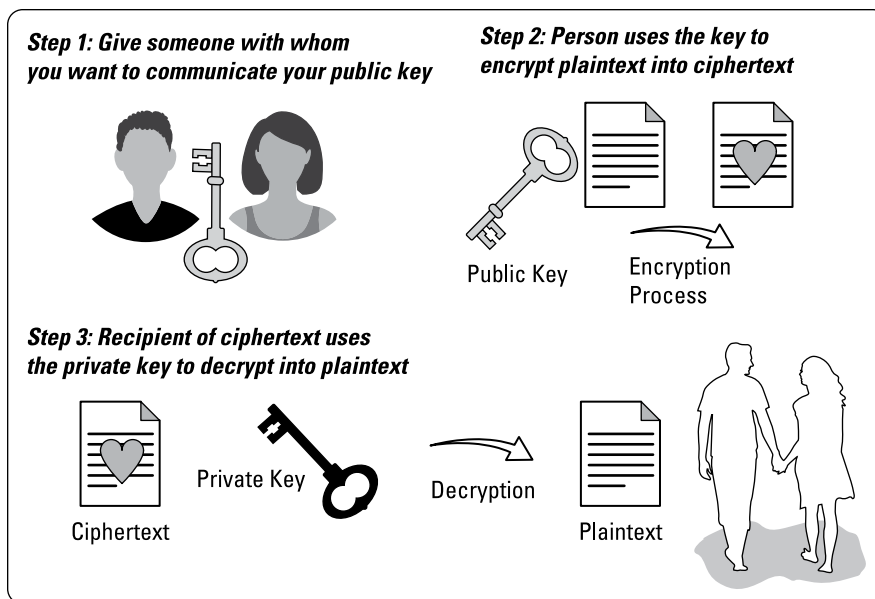 Step 1: Give someone with whom
you want to communicate your public key
Step 2: Person uses the key to
encrypt plaintext into ciphertext
Public Key
Encryption
Process
Step 3: Recipient of ciphertext uses
the private key to decrypt into plaintext
Ciphertext
Private Key
Decryption
Plaintext